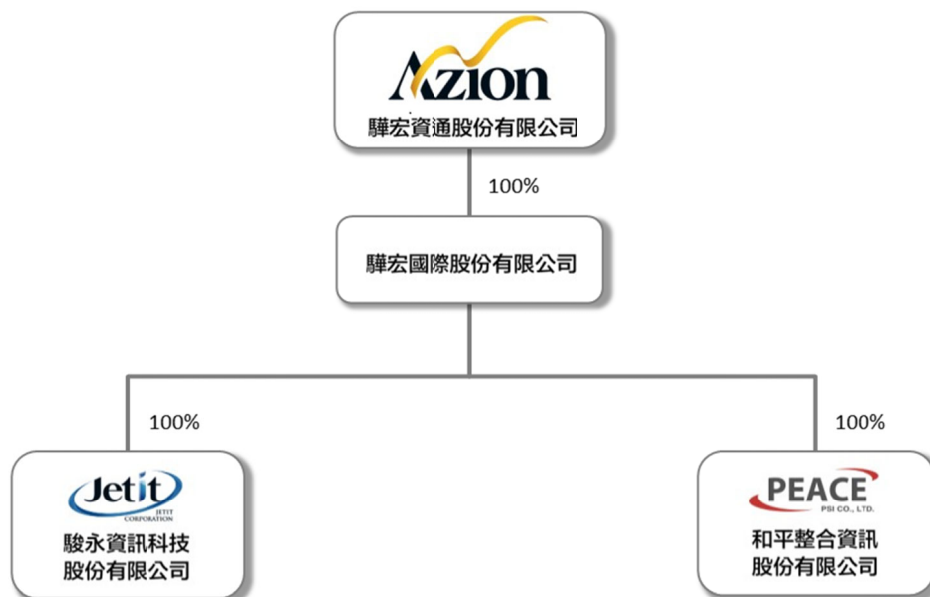 Azion
驊宏資通股份有限公司
100%
驊宏國際股份有限公司
100%
100%
Jetit
JETIT
CORPORATION
駿永資訊科技
股份有限公司
PEACE
PSI CO., LTD.
和平整合資訊
股份有限公司